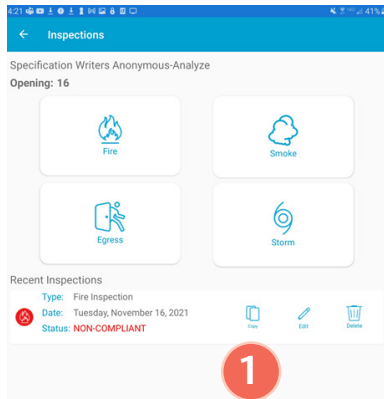 4:21
41%
Inspections
Specification Writers Anonymous-Analyze
Opening: 16
Fire
Smoke
Egress
Storm
Recent Inspections
Type: Fire Inspection
Date: Tuesday, November 16, 2021
Status: NON-COMPLIANT
Copy
Edit
Delete
1